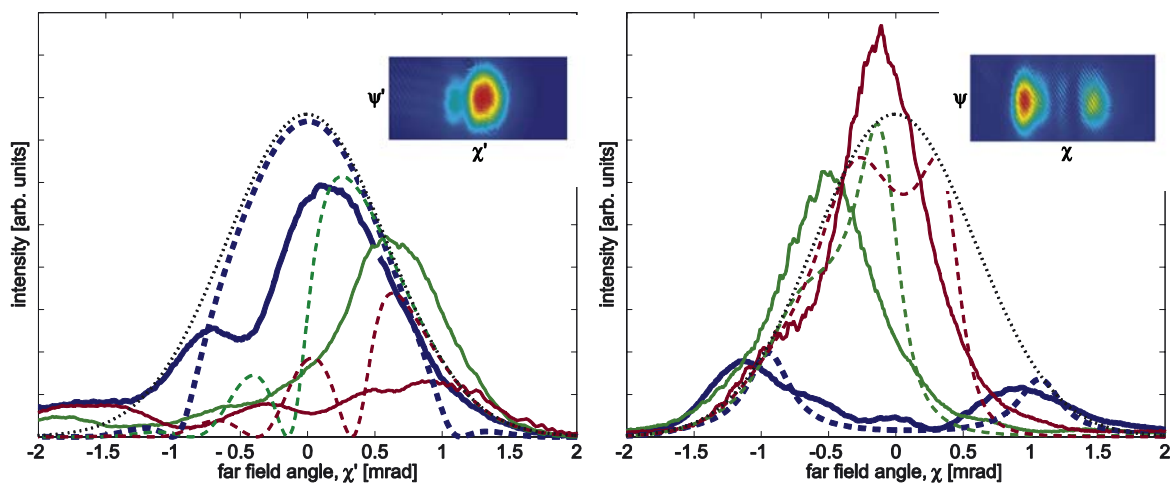 intensity [arb. units]
ψ'
χ'
-2 -1.5 -1 -0.5 0 0.5 1 1.5 2
far field angle, χ' [mrad]
intensity [arb. units]
ψ
χ
-2 -1.5 -1 -0.5 0 0.5 1 1.5 2
far field angle, χ [mrad]